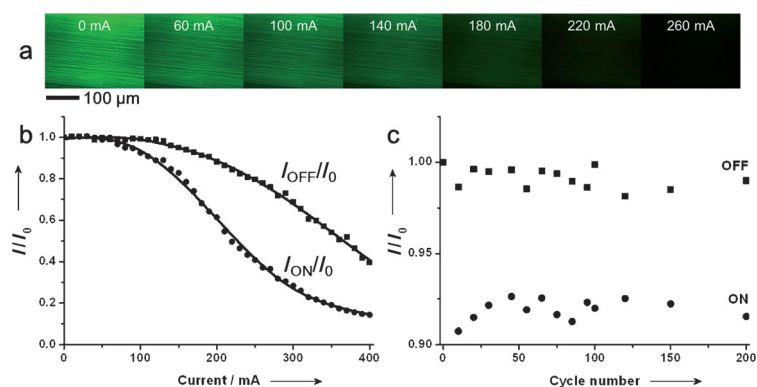 a
0 mA 60 mA 100 mA 140 mA 180 mA 220 mA 260 mA
100 µm
b
I/I0
1.0
0.8
0.6
0.4
0.2
0.0
IOFF/I0
ION/I0
0 100 200 300 400
Current / mA
c
I/I0
1.00
0.95
0.90
OFF
ON
0 50 100 150 200
Cycle number